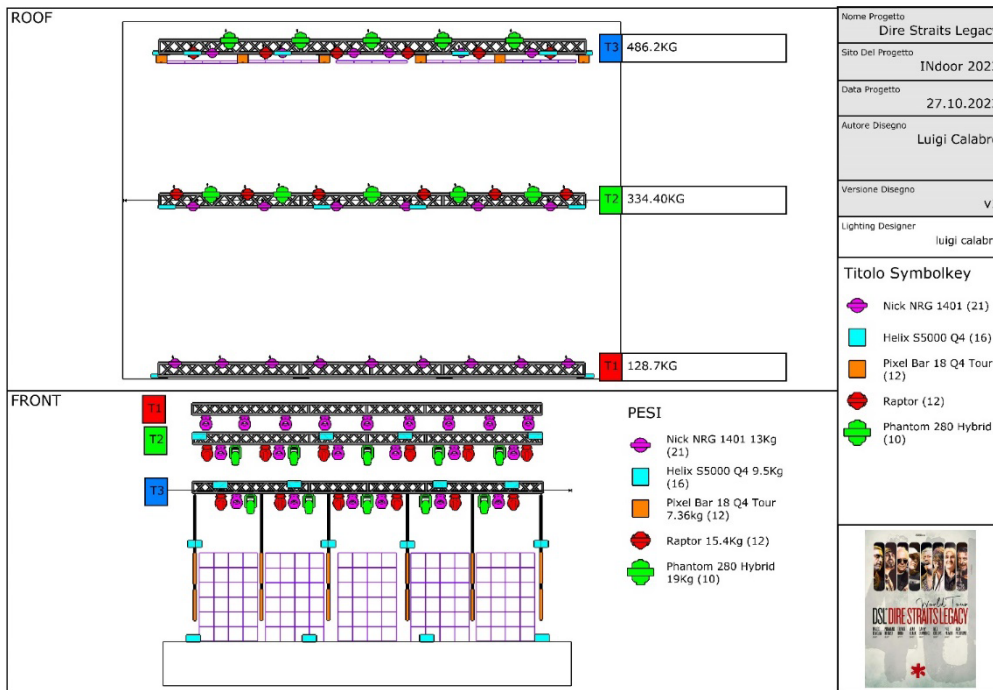 ROOF
T3 486.2KG
T2 334.40KG
T1 128.7KG
FRONT
T1
T2
T3
PESI
Nick NRG 1401 13Kg
(21)
Helix S5000 Q4 9.5Kg
(16)
Pixel Bar 18 Q4 Tour
7.36kg (12)
Raptor 15.4Kg (12)
Phantom 280 Hybrid
19Kg (10)
Nome Progetto
Dire Straits Legacy
Sito Del Progetto
INdoor 202
Data Progetto
27.10.202
Autore Disegno
Luigi Calabr
Versione Disegno
v
Lighting Designer
luigi calabr
Titolo Symbolkey
Nick NRG 1401 (21)
Helix S5000 Q4 (16)
Pixel Bar 18 Q4 Tour
(12)
Raptor (12)
Phantom 280 Hybrid
(10)
World Tour
DSL DIRE STRAITS LEGACY